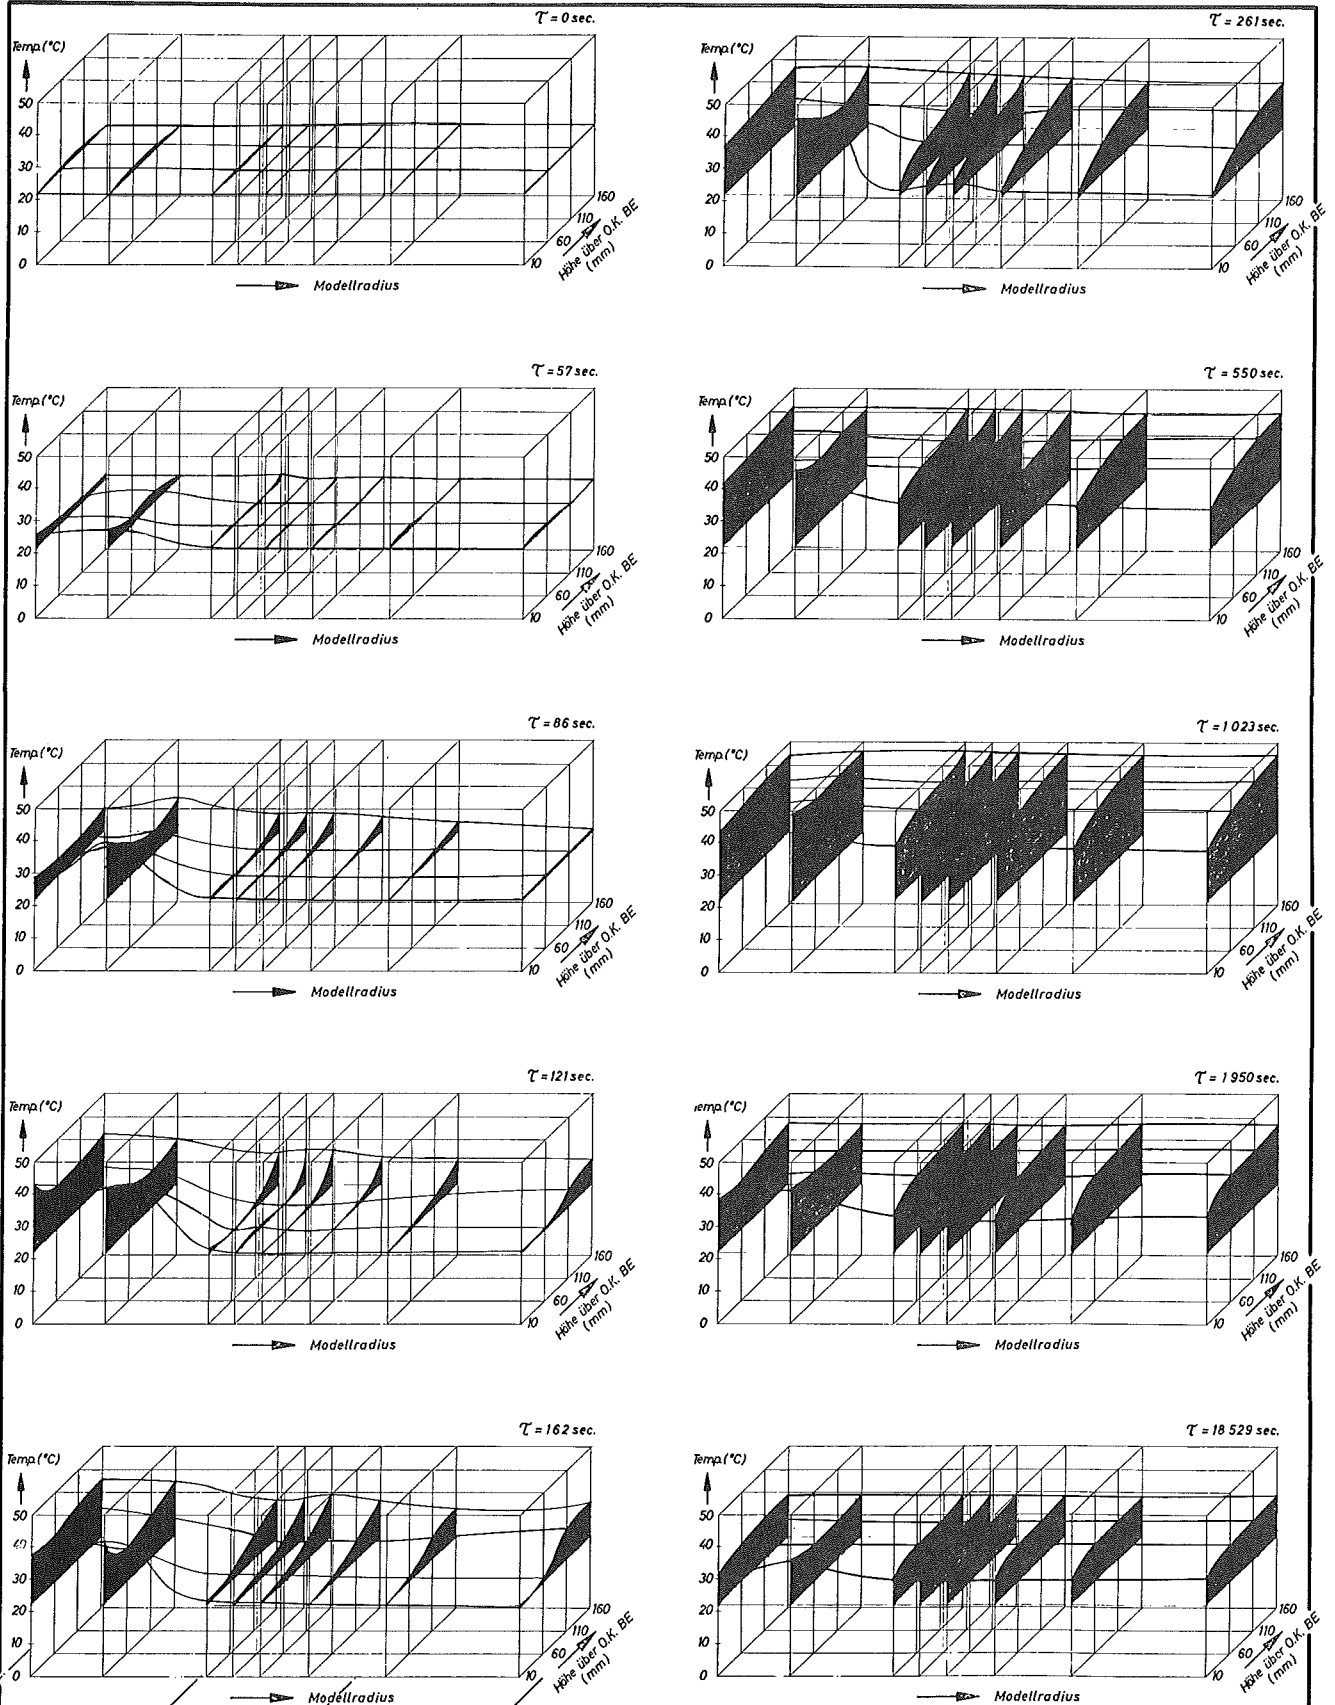 τ = 0 sec.
Temp.(°C)
50
40
30
20
10
0
160
110
60
10
Höhe über O.K. BE
(mm)
Modellradius
τ = 261 sec.
Temp.(°C)
50
40
30
20
10
0
160
110
60
10
Höhe über O.K. BE
(mm)
Modellradius
τ = 57 sec.
Temp.(°C)
50
40
30
20
10
0
160
110
60
10
Höhe über O.K. BE
(mm)
Modellradius
τ = 550 sec.
Temp.(°C)
50
40
30
20
10
0
160
110
60
10
Höhe über O.K. BE
(mm)
Modellradius
τ = 86 sec.
Temp.(°C)
50
40
30
20
10
0
160
110
60
10
Höhe über O.K. BE
(mm)
Modellradius
τ = 1 023 sec.
Temp.(°C)
50
40
30
20
10
0
160
110
60
10
Höhe über O.K. BE
(mm)
Modellradius
τ = 121 sec.
Temp.(°C)
50
40
30
20
10
0
160
110
60
10
Höhe über O.K. BE
(mm)
Modellradius
τ = 1 950 sec.
Temp.(°C)
50
40
30
20
10
0
160
110
60
10
Höhe über O.K. BE
(mm)
Modellradius
τ = 162 sec.
Temp.(°C)
50
40
30
20
10
0
160
110
60
10
Höhe über O.K. BE
(mm)
Modellradius
τ = 18 529 sec.
Temp.(°C)
50
40
30
20
10
0
160
110
60
10
Höhe über O.K. BE
(mm)
Modellradius